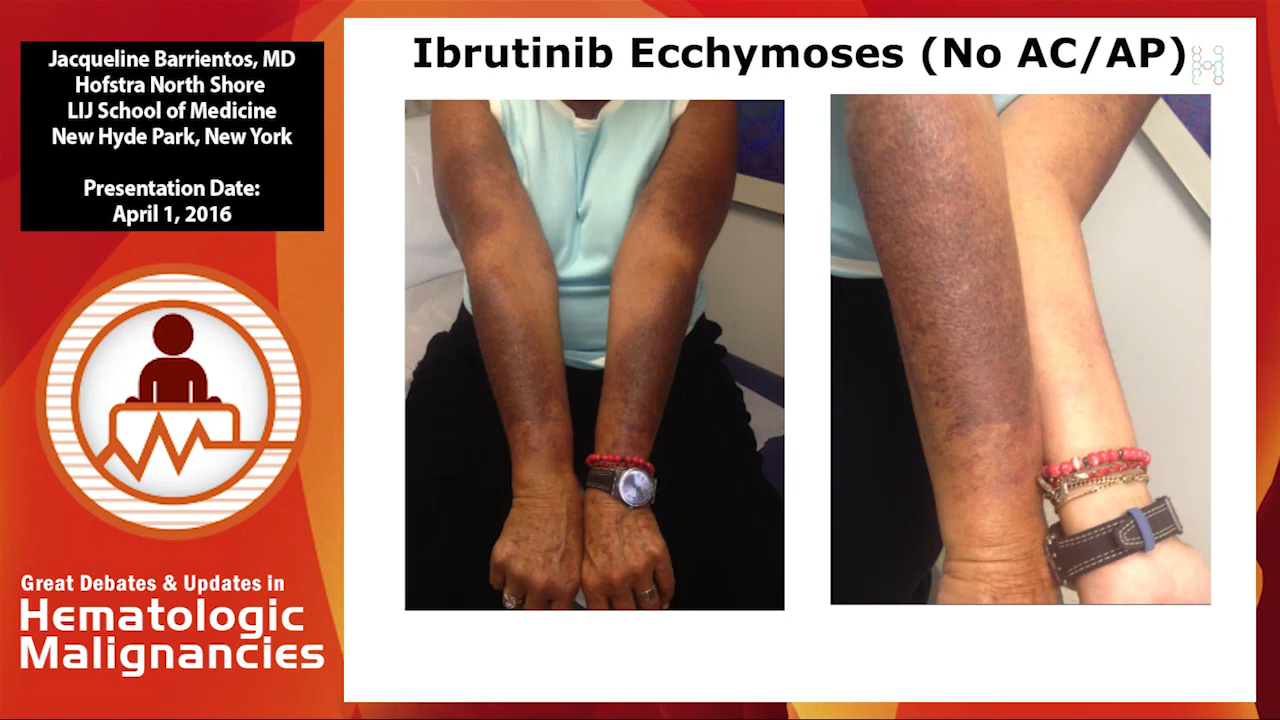 Jacqueline Barrientos, MD
Hofstra North Shore
LIJ School of Medicine
New Hyde Park, New York
Presentation Date:
April 1, 2016
Great Debates & Updates in
Hematologic
Malignancies
Ibrutinib Ecchymoses (No AC/AP)